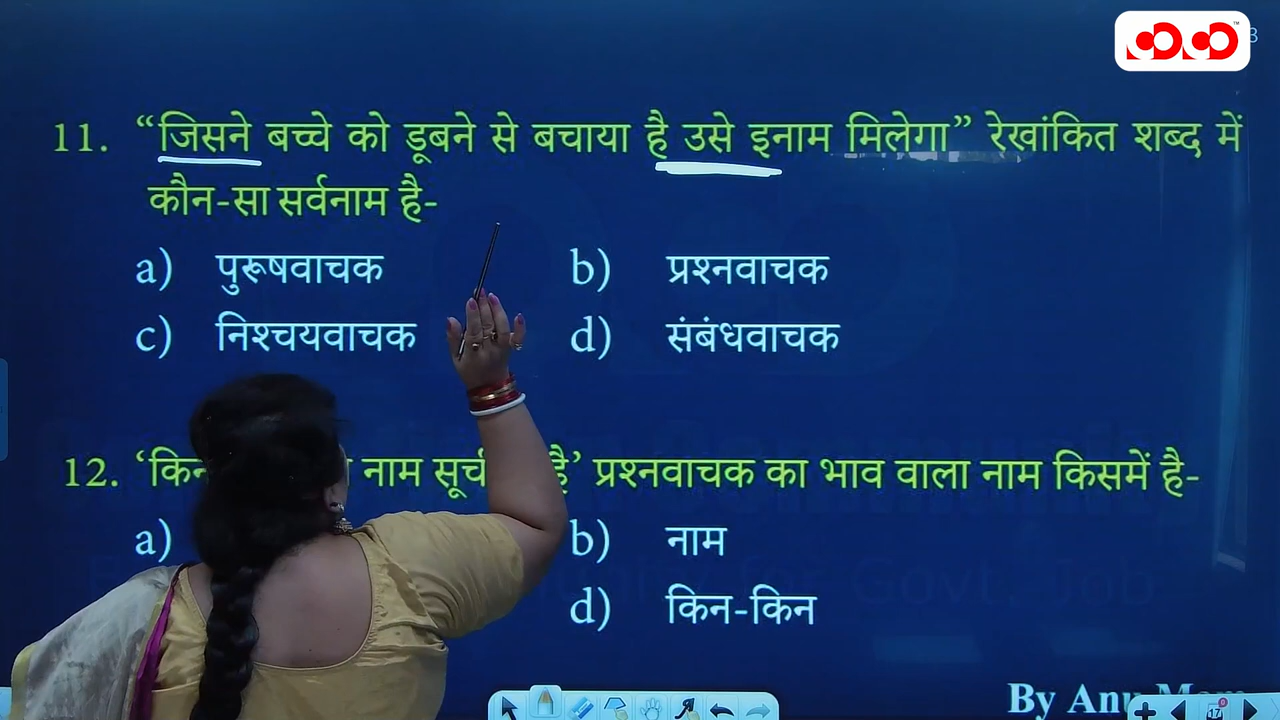 11. “जिसने बच्चे को डूबने से बचाया है उसे इनाम मिलेगा” रेखांकित शब्द में
कौन-सा सर्वनाम है-
a) पुरूषवाचक b) प्रश्नवाचक
c) निश्चयवाचक d) संबंधवाचक
12. नाम है’ प्रश्नवाचक का भाव वाला नाम किसमें है-
a) b) नाम
d) किन-किन
By Anu